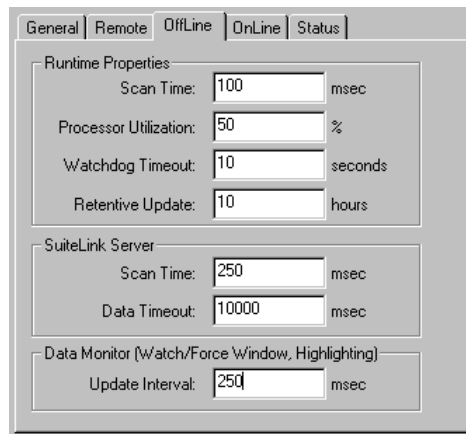 General Remote OffLine OnLine Status
Runtime Properties
Scan Time: 100 msec
Processor Utilization: 50 %
Watchdog Timeout: 10 seconds
Retentive Update: 10 hours
SuiteLink Server
Scan Time: 250 msec
Data Timeout: 10000 msec
Data Monitor (Watch/Force Window, Highlighting)
Update Interval: 250 msec